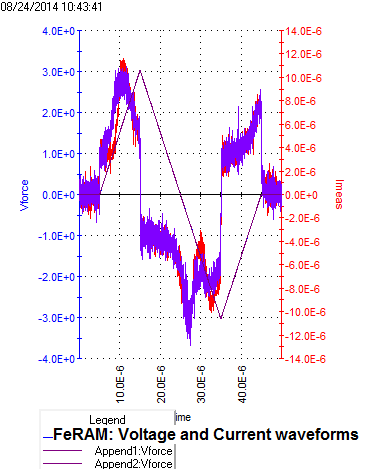 08/24/2014 10:43:41
4.0E+0
3.0E+0
2.0E+0
1.0E+0
0.0E+0
-1.0E+0
-2.0E+0
-3.0E+0
-4.0E+0
Vforce
14.0E-6
12.0E-6
10.0E-6
8.0E-6
6.0E-6
4.0E-6
2.0E-6
0.0E+0
-2.0E-6
-4.0E-6
-6.0E-6
-8.0E-6
-10.0E-6
-12.0E-6
-14.0E-6
Imeas
10.0E-6
20.0E-6
30.0E-6
40.0E-6
Legend
ime
FeRAM: Voltage and Current waveforms
Append1:Vforce
Append2:Vforce